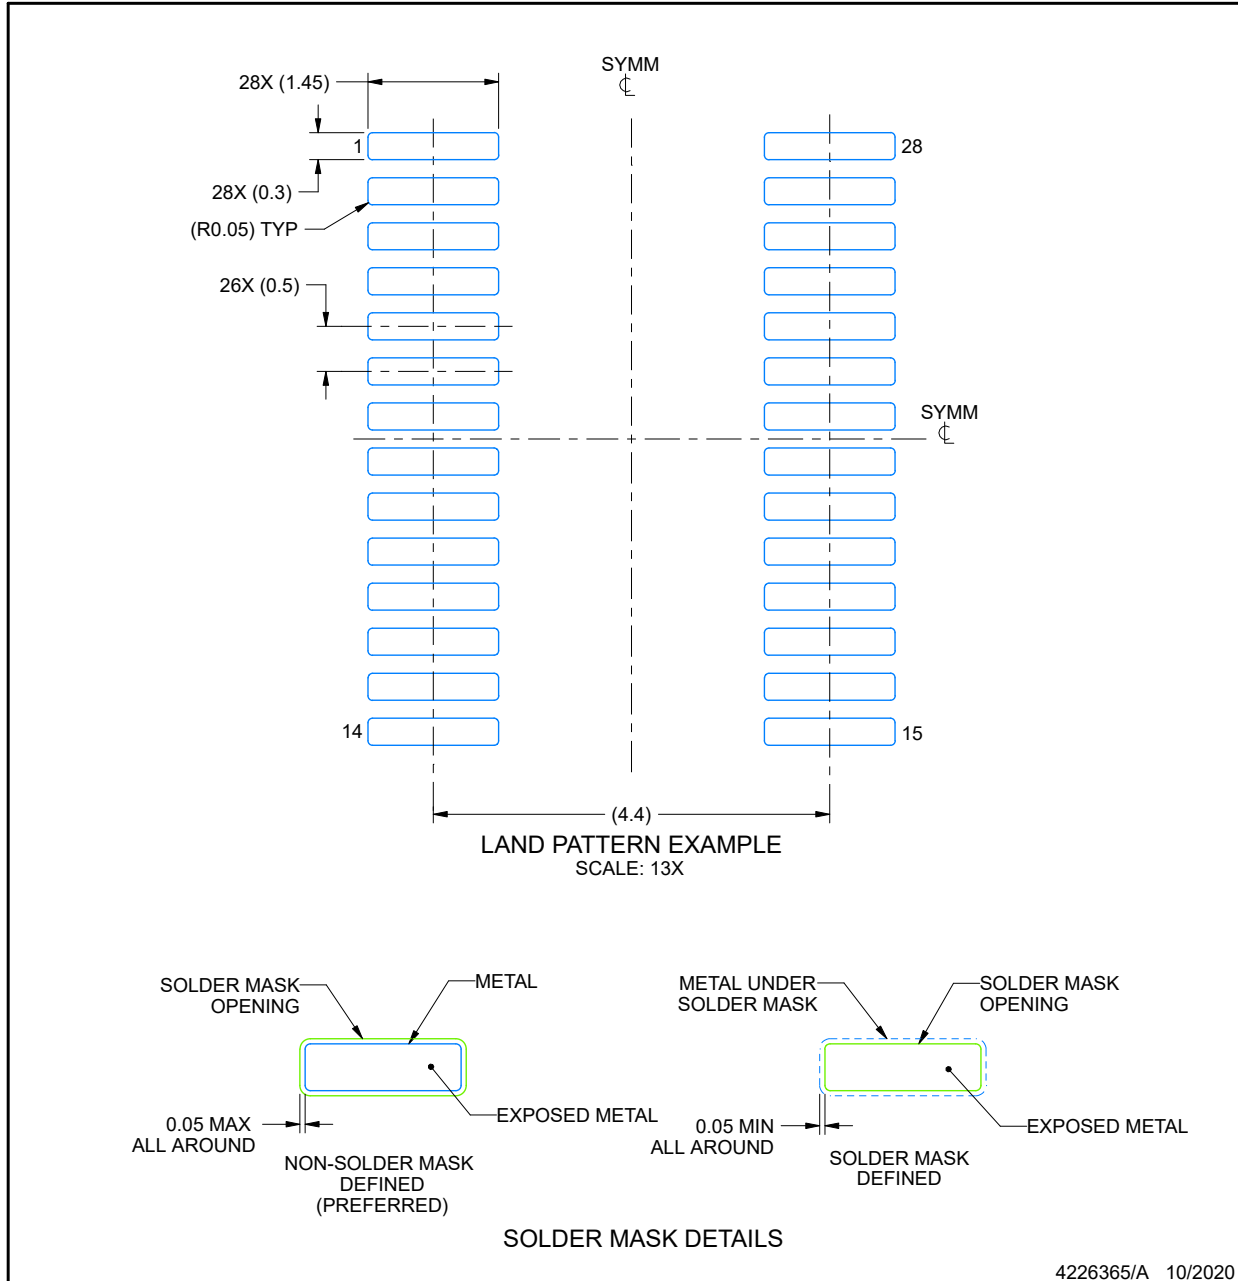 SYMM
℄
28X (1.45)
1
28
28X (0.3)
(R0.05) TYP
26X (0.5)
SYMM
℄
14
15
(4.4)
LAND PATTERN EXAMPLE
SCALE: 13X
SOLDER MASK
OPENING
METAL
EXPOSED METAL
0.05 MAX
ALL AROUND
NON-SOLDER MASK
DEFINED
(PREFERRED)
METAL UNDER
SOLDER MASK
SOLDER MASK
OPENING
EXPOSED METAL
0.05 MIN
ALL AROUND
SOLDER MASK
DEFINED
SOLDER MASK DETAILS
4226365/A 10/2020